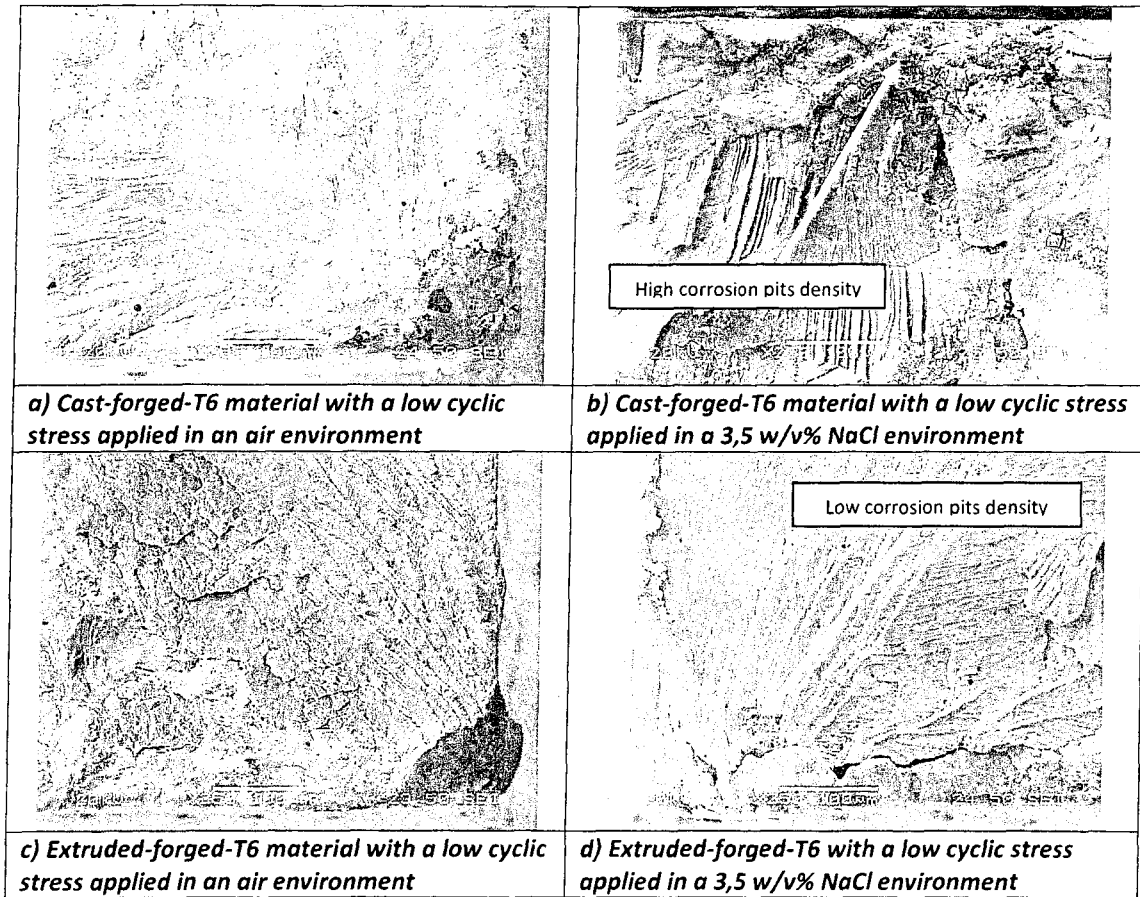 High corrosion pits density
a) Cast-forged-T6 material with a low cyclic
stress applied in an air environment
b) Cast-forged-T6 material with a low cyclic stress
applied in a 3,5 w/v% NaCl environment
Low corrosion pits density
c) Extruded-forged-T6 material with a low cyclic
stress applied in an air environment
d) Extruded-forged-T6 with a low cyclic stress
applied in a 3,5 w/v% NaCl environment